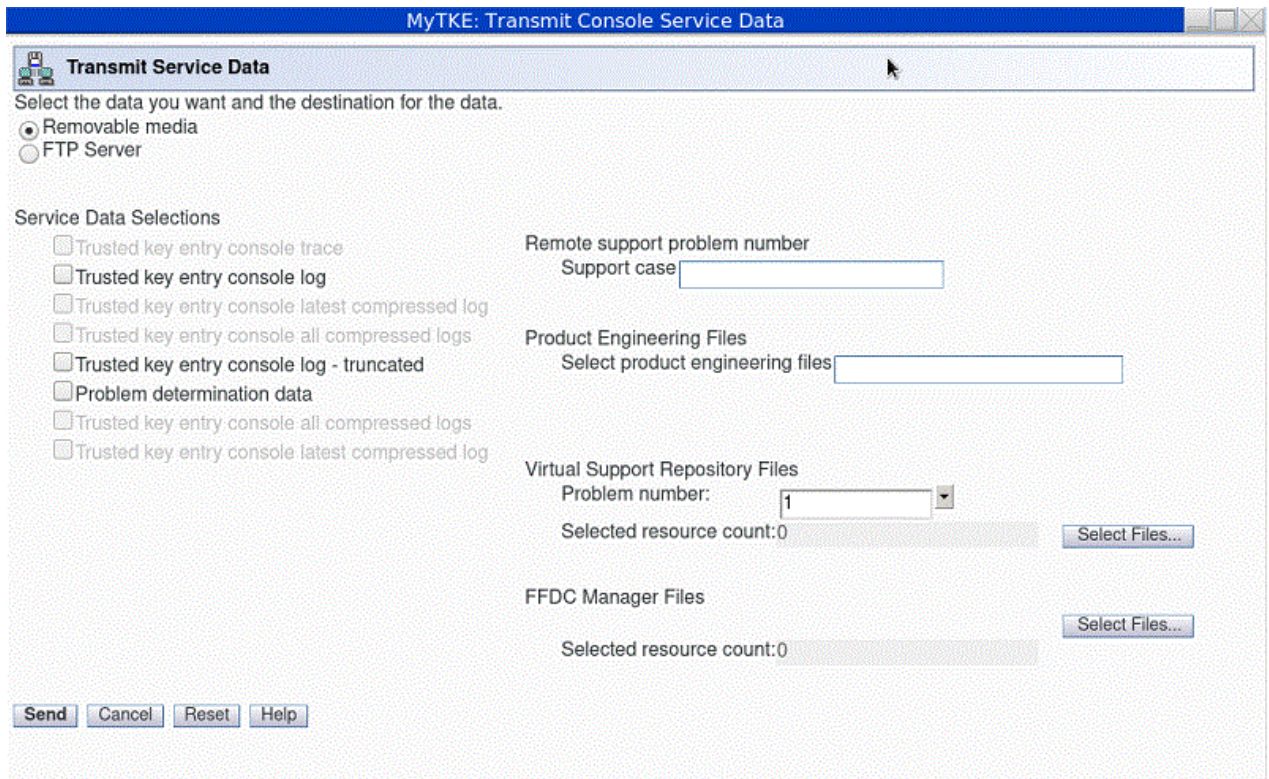 MyTKE: Transmit Console Service Data
Transmit Service Data
Select the data you want and the destination for the data.
Removable media
FTP Server
Service Data Selections
Trusted key entry console trace
Trusted key entry console log
Trusted key entry console latest compressed log
Trusted key entry console all compressed logs
Trusted key entry console log - truncated
Problem determination data
Trusted key entry console all compressed logs
Trusted key entry console latest compressed log
Remote support problem number
Support case
Product Engineering Files
Select product engineering files
Virtual Support Repository Files
Problem number: 1
Selected resource count:0 Select Files...
FFDC Manager Files
Select Files...
Selected resource count:0
Send Cancel Reset Help